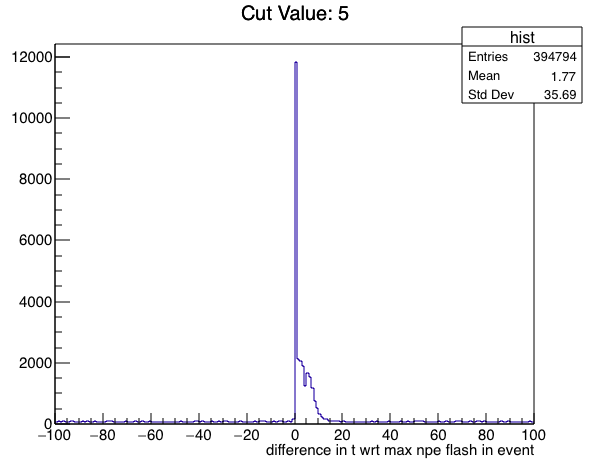 Cut Value: 5
hist
Entries 394794
Mean 1.77
Std Dev 35.69
12000
10000
8000
6000
4000
2000
0
−100 −80 −60 −40 −20 0 20 40 60 80 100
difference in t wrt max npe flash in event